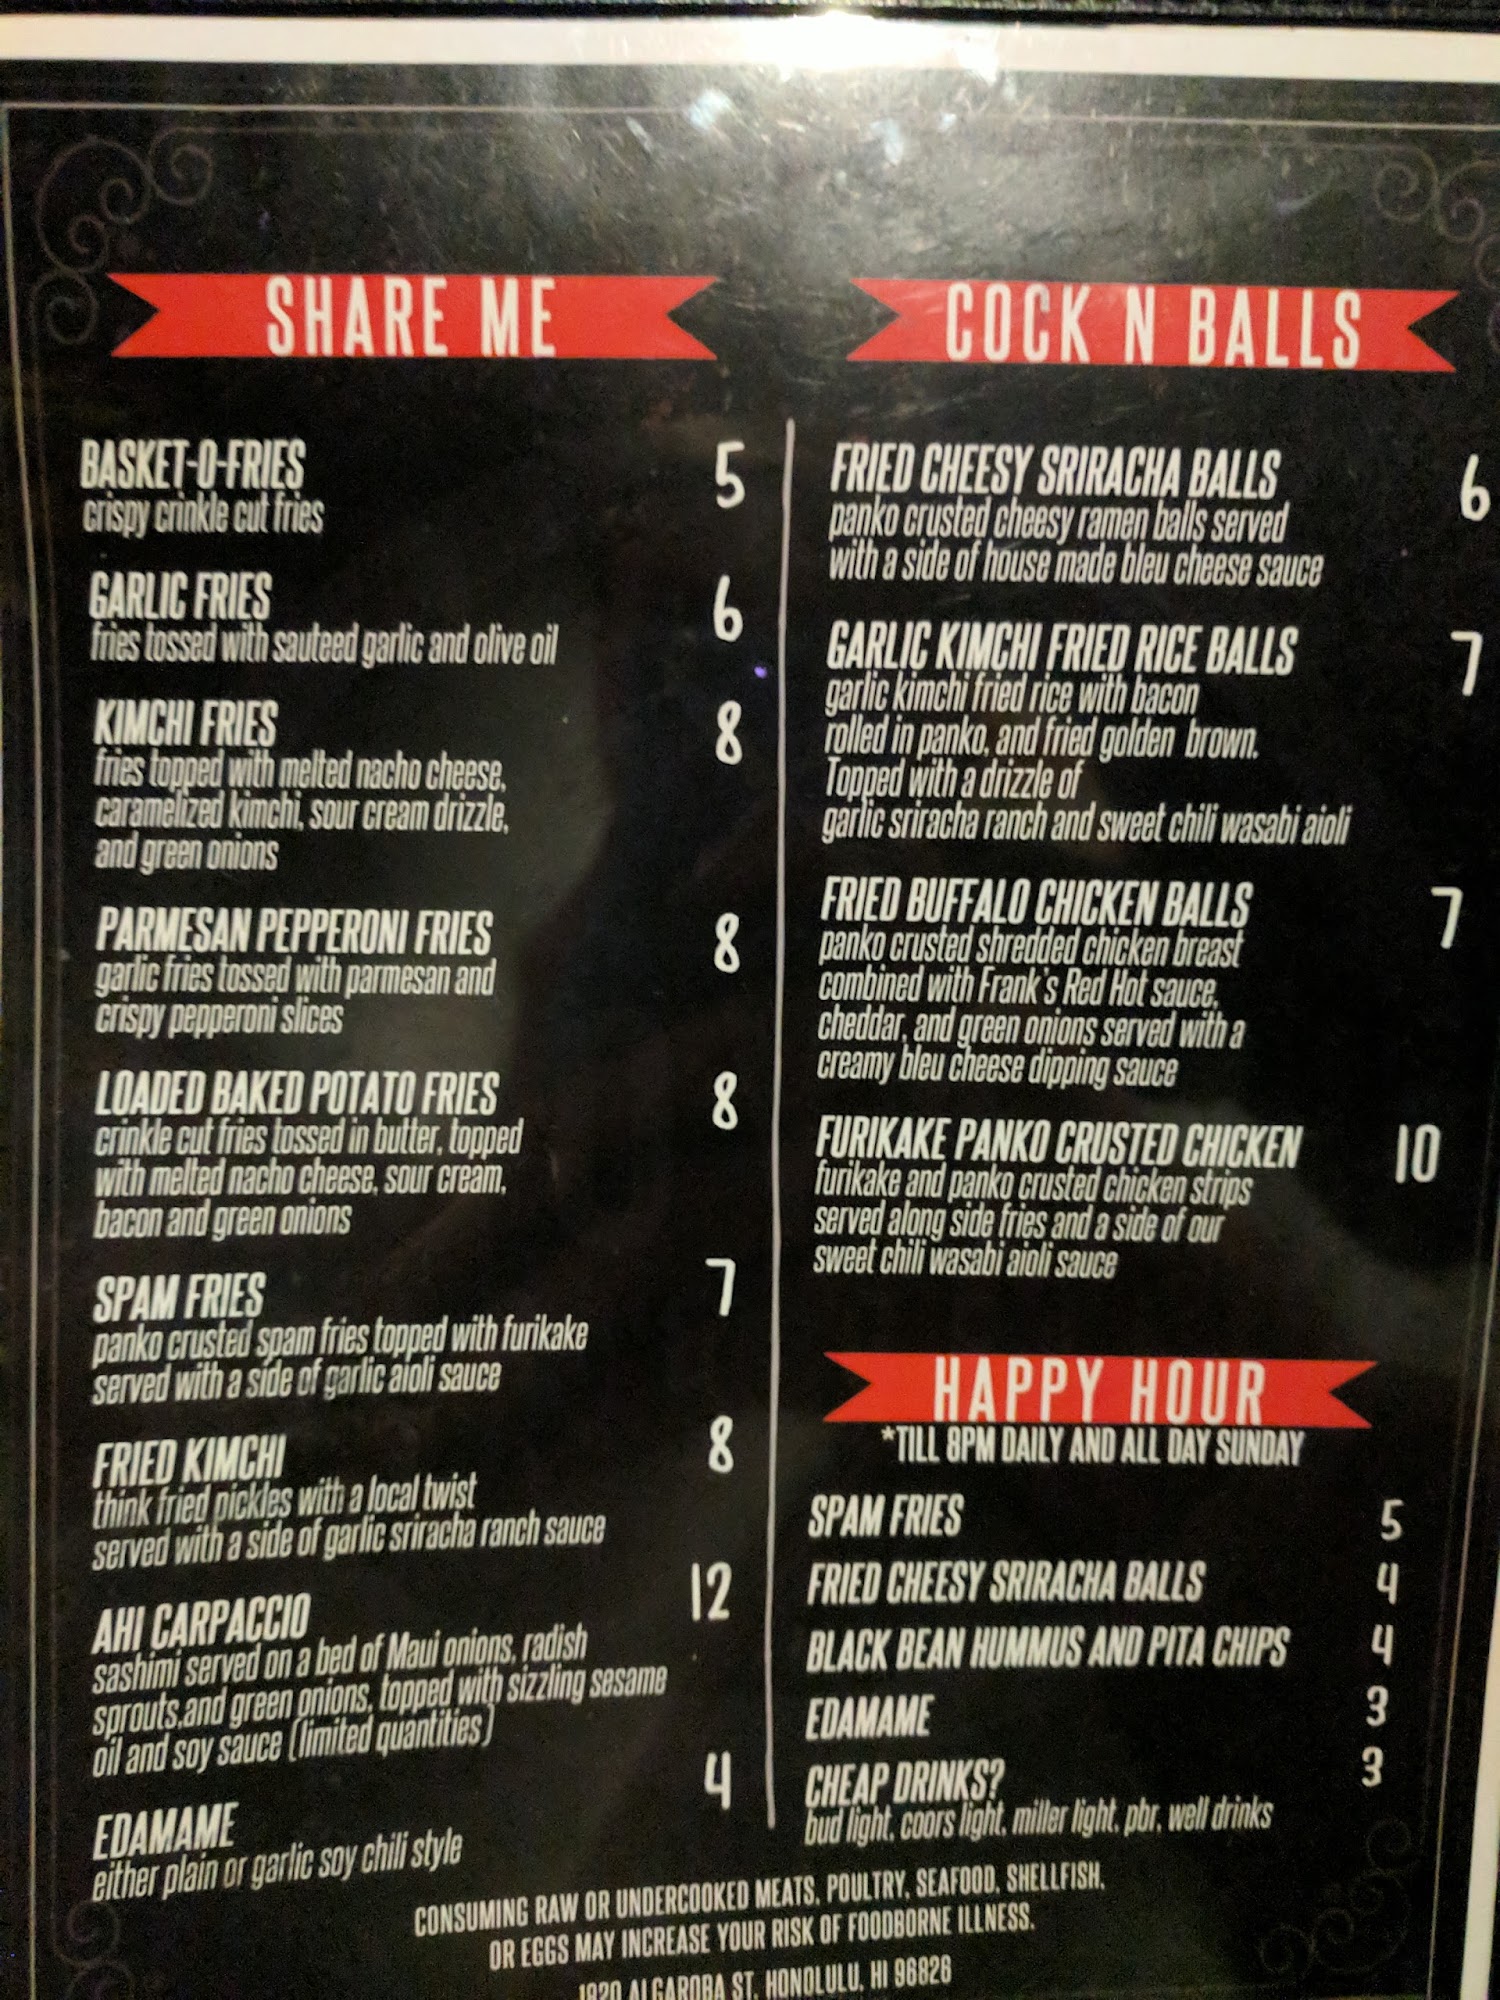 SHARE ME
BASKET-O-FRIES 5
crispy crinkle cut fries
GARLIC FRIES 6
fries tossed with sauteed garlic and olive oil
KIMCHI FRIES 8
fries topped with melted nacho cheese,
caramelized kimchi, sour cream drizzle,
and green onions
PARMESAN PEPPERONI FRIES 8
garlic fries tossed with parmesan and
crispy pepperoni slices
LOADED BAKED POTATO FRIES 8
crinkle cut fries tossed in butter, topped
with melted nacho cheese, sour cream,
bacon and green onions
SPAM FRIES 7
panko crusted spam fries topped with furikake
served with a side of garlic aioli sauce
FRIED KIMCHI 8
think fried pickles with a local twist
served with a side of garlic sriracha ranch sauce
AHI CARPACCIO 12
sashimi served on a bed of Maui onions, radish
sprouts,and green onions, topped with sizzling sesame
oil and soy sauce (limited quantities)
EDAMAME 4
either plain or garlic soy chili style
COCK N BALLS
FRIED CHEESY SRIRACHA BALLS 6
panko crusted cheesy ramen balls served
with a side of house made bleu cheese sauce
GARLIC KIMCHI FRIED RICE BALLS 7
garlic kimchi fried rice with bacon
rolled in panko, and fried golden brown.
Topped with a drizzle of
garlic sriracha ranch and sweet chili wasabi aioli
FRIED BUFFALO CHICKEN BALLS 7
panko crusted shredded chicken breast
combined with Frank's Red Hot sauce,
cheddar, and green onions served with a
creamy bleu cheese dipping sauce
FURIKAKE PANKO CRUSTED CHICKEN 10
furikake and panko crusted chicken strips
served along side fries and a side of our
sweet chili wasabi aioli sauce
HAPPY HOUR
*TILL 8PM DAILY AND ALL DAY SUNDAY
SPAM FRIES 5
FRIED CHEESY SRIRACHA BALLS 4
BLACK BEAN HUMMUS AND PITA CHIPS 4
EDAMAME 3
CHEAP DRINKS? 3
bud light, coors light, miller light, pbr, well drinks
CONSUMING RAW OR UNDERCOOKED MEATS, POULTRY, SEAFOOD, SHELLFISH,
OR EGGS MAY INCREASE YOUR RISK OF FOODBORNE ILLNESS.
1820 ALGAROBA ST, HONOLULU, HI 96826